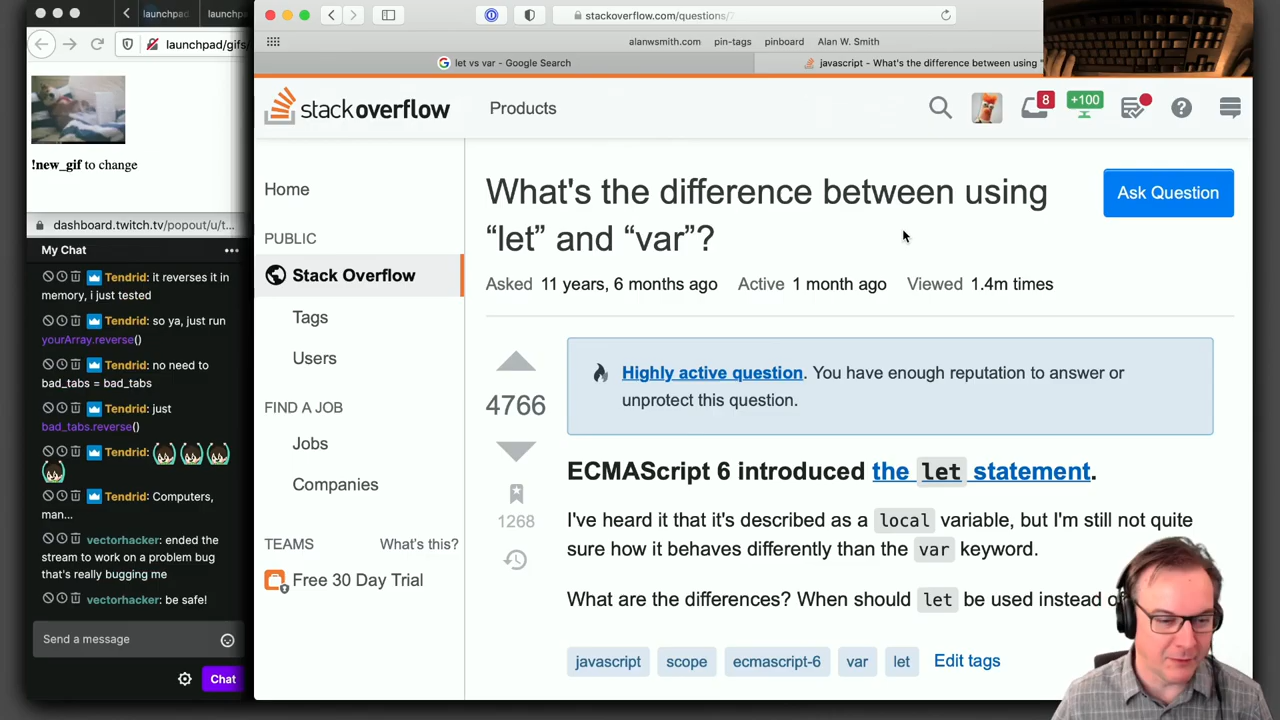 launchpad
launchpa
launchpad/gifs/
!new_gif to change
dashboard.twitch.tv/popout/u/t...
My Chat
Tendrid: it reverses it in
memory, i just tested
Tendrid: so ya, just run
yourArray.reverse()
Tendrid: no need to
bad_tabs = bad_tabs
Tendrid: just
bad_tabs.reverse()
Tendrid:
Tendrid: Computers,
man...
vectorhacker: ended the
stream to work on a problem bug
that's really bugging me
vectorhacker: be safe!
Send a message
Chat
stackoverflow.com/questions/7
alanwsmith.com pin-tags pinboard Alan W. Smith
let vs var - Google Search
javascript - What's the difference between using "
stackoverflow
Products
8
+100
Home
PUBLIC
Stack Overflow
Tags
Users
FIND A JOB
Jobs
Companies
TEAMS What's this?
Free 30 Day Trial
What's the difference between using
“let” and “var”?
Ask Question
Asked 11 years, 6 months ago Active 1 month ago Viewed 1.4m times
4766
1268
Highly active question. You have enough reputation to answer or
unprotect this question.
ECMAScript 6 introduced the let statement.
I've heard it that it's described as a local variable, but I'm still not quite
sure how it behaves differently than the var keyword.
What are the differences? When should let be used instead of
javascript scope ecmascript-6 var let Edit tags